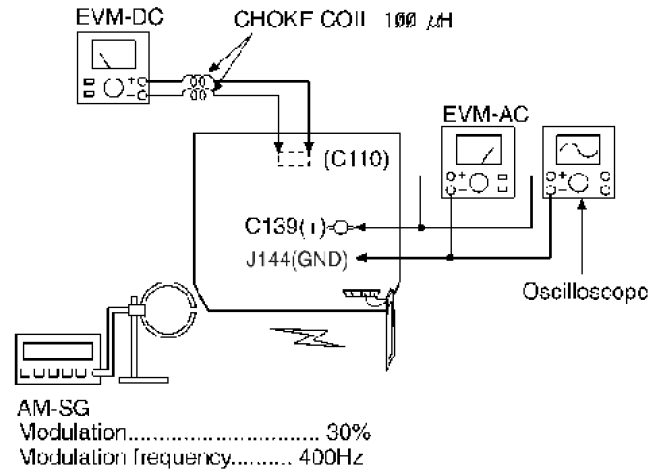 EVM-DC
CHOKE COIL 100 μH
EVM-AC
(C110)
C139(+)
J144(GND)
Oscilloscope
AM-SG
Modulation.............................. 30%
Modulation frequency.......... 400Hz